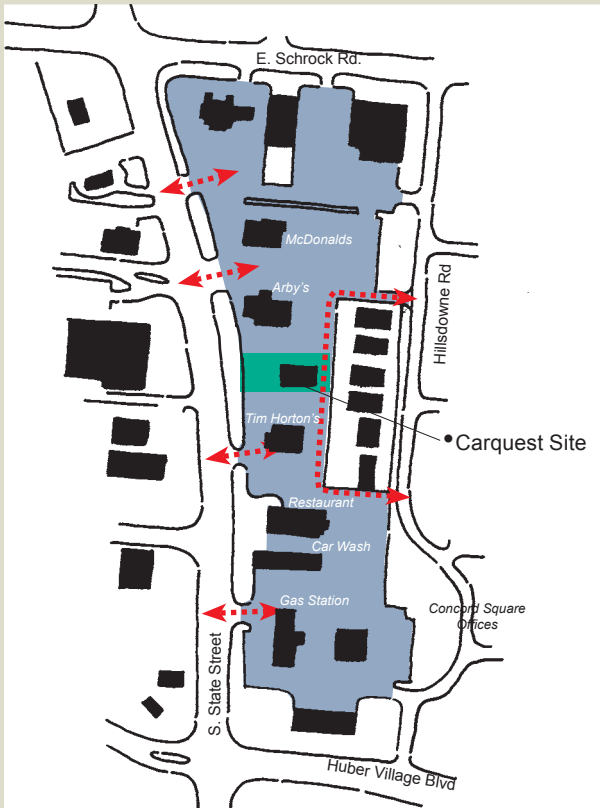 E. Schrock Rd.
McDonalds
Arby's
Hillsdowne Rd
Tim Horton's
Carquest Site
Restaurant
Car Wash
Gas Station
Concord Square
Offices
S. State Street
Huber Village Blvd